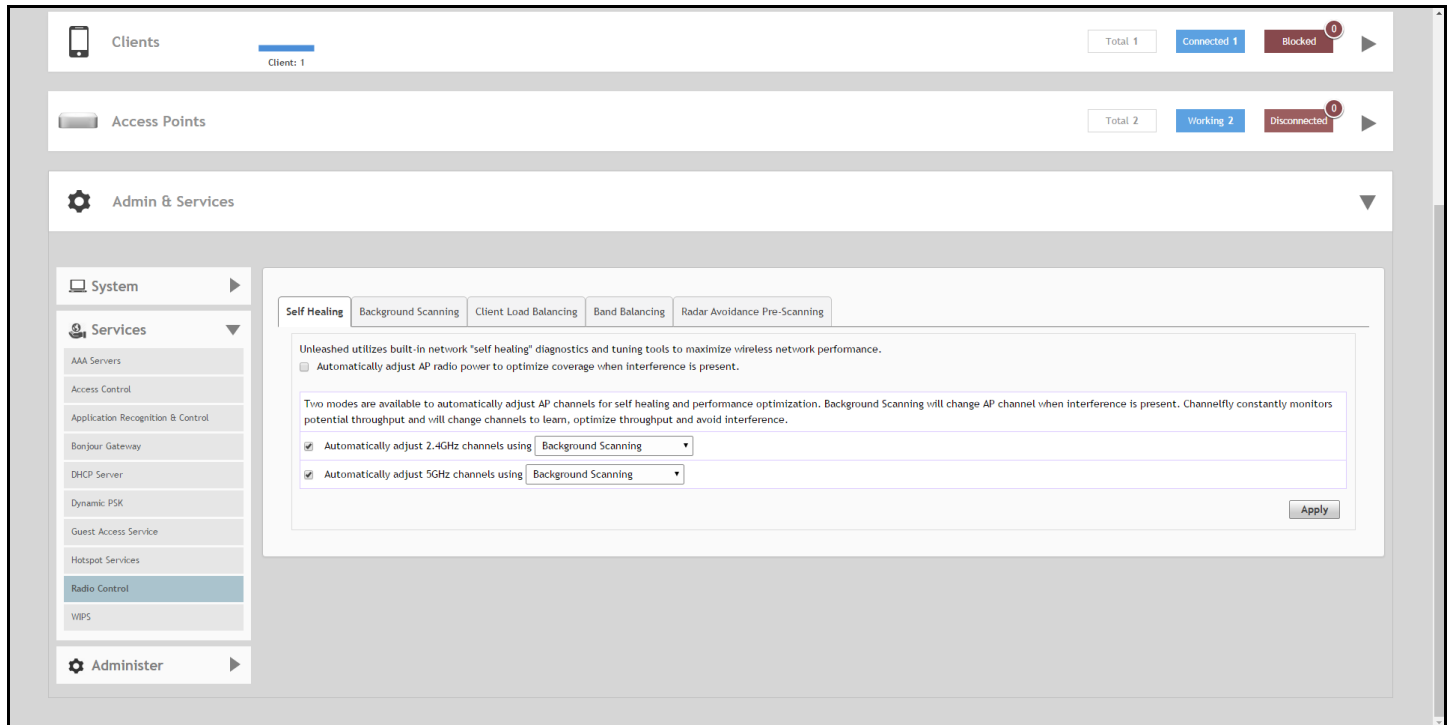 Clients
Client: 1
Total 1
Connected 1
Blocked
0
Access Points
Total 2
Working 2
Disconnected
0
Admin & Services
System
Services
AAA Servers
Access Control
Application Recognition & Control
Bonjour Gateway
DHCP Server
Dynamic PSK
Guest Access Service
Hotspot Services
Radio Control
WIPS
Administer
Self Healing
Background Scanning
Client Load Balancing
Band Balancing
Radar Avoidance Pre-Scanning
Unleashed utilizes built-in network "self healing" diagnostics and tuning tools to maximize wireless network performance.
Automatically adjust AP radio power to optimize coverage when interference is present.
Two modes are available to automatically adjust AP channels for self healing and performance optimization. Background Scanning will change AP channel when interference is present. Channelfly constantly monitors
potential throughput and will change channels to learn, optimize throughput and avoid interference.
Automatically adjust 2.4GHz channels using Background Scanning
Automatically adjust 5GHz channels using Background Scanning
Apply